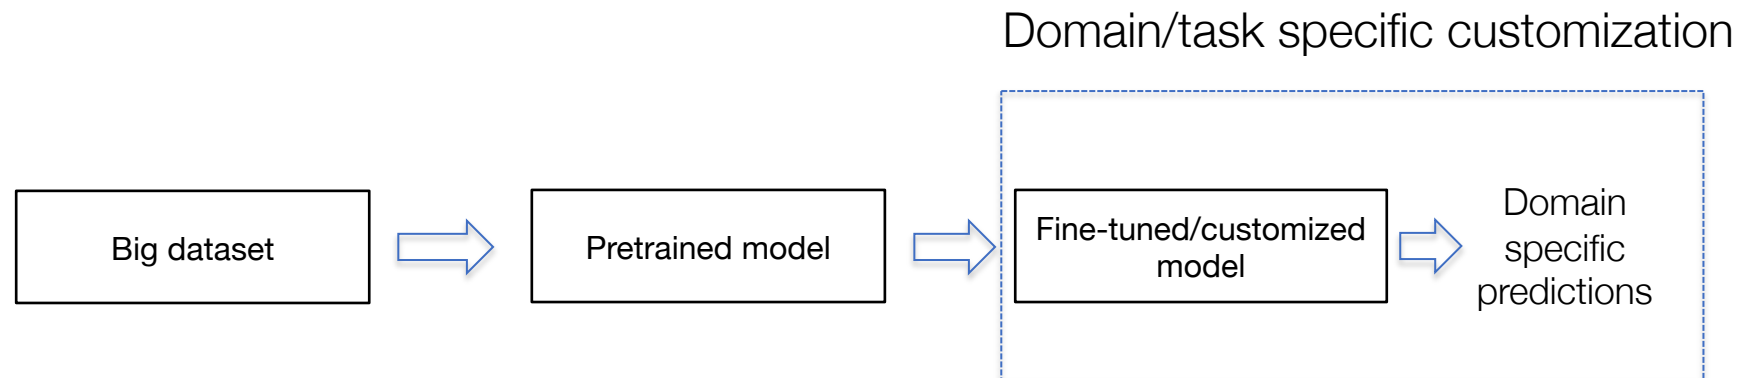 Domain/task specific customization
Big dataset
Pretrained model
Fine-tuned/customized
model
Domain
specific
predictions